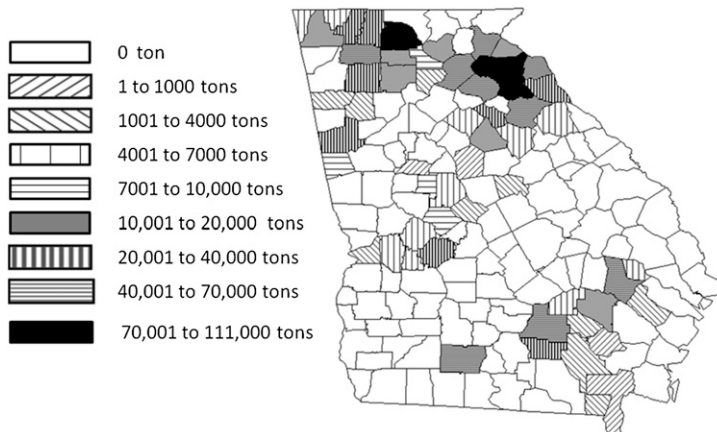 0 ton
1 to 1000 tons
1001 to 4000 tons
4001 to 7000 tons
7001 to 10,000 tons
10,001 to 20,000 tons
20,001 to 40,000 tons
40,001 to 70,000 tons
70,001 to 111,000 tons